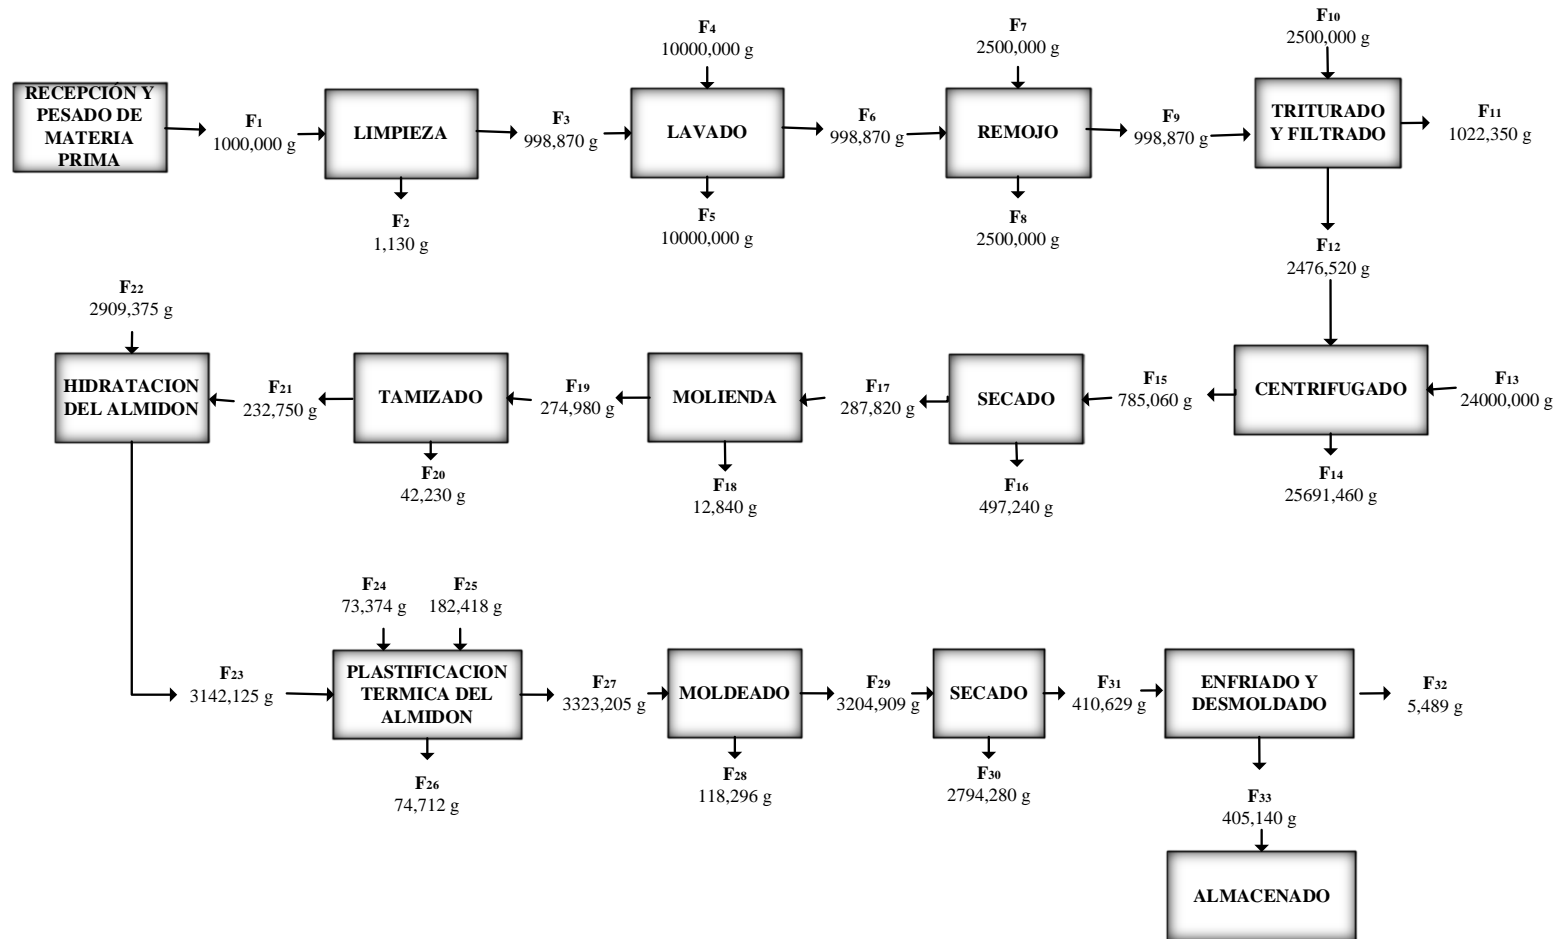 RECEPCIÓN Y
PESADO DE
MATERIA
PRIMA
F1
1000,000 g
LIMPIEZA
F2
1,130 g
F3
998,870 g
F4
10000,000 g
LAVADO
F5
10000,000 g
F6
998,870 g
F7
2500,000 g
REMOJO
F8
2500,000 g
F9
998,870 g
F10
2500,000 g
TRITURADO
Y FILTRADO
F11
1022,350 g
F12
2476,520 g
F13
24000,000 g
CENTRIFUGADO
F14
25691,460 g
F15
785,060 g
SECADO
F16
497,240 g
F17
287,820 g
MOLIENDA
F18
12,840 g
F19
274,980 g
TAMIZADO
F20
42,230 g
F21
232,750 g
F22
2909,375 g
HIDRATACION
DEL ALMIDON
F23
3142,125 g
F24
73,374 g
F25
182,418 g
PLASTIFICACION
TERMICA DEL
ALMIDON
F26
74,712 g
F27
3323,205 g
MOLDEADO
F28
118,296 g
F29
3204,909 g
SECADO
F30
2794,280 g
F31
410,629 g
ENFRIADO Y
DESMOLDADO
F32
5,489 g
F33
405,140 g
ALMACENADO